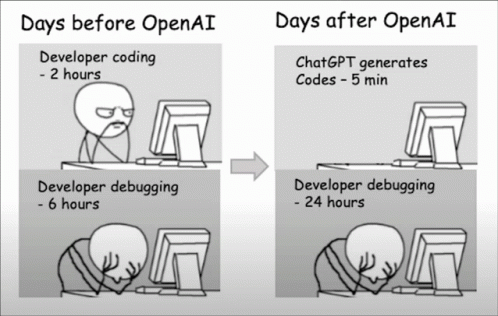 Days before OpenAI
Developer coding
- 2 hours
Developer debugging
- 6 hours
Days after OpenAI
ChatGPT generates
Codes – 5 min
Developer debugging
- 24 hours